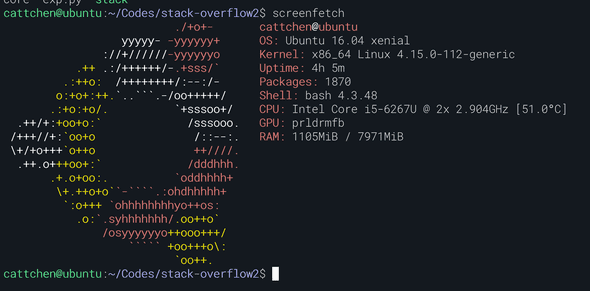 core exp.py stack
cattchen@ubuntu:~/Codes/stack-overflow2$ screenfetch
./+o+- cattchen@ubuntu
yyyyy- -yyyyyy+ OS: Ubuntu 16.04 xenial
://+//////-yyyyyyo Kernel: x86_64 Linux 4.15.0-112-generic
.++ .:/++++++/-.+sss/` Uptime: 4h 5m
.:++o: /++++++++/:--:/- Packages: 1870
o:+o+:++.`..```.-/oo+++++/ Shell: bash 4.3.48
.:+o:+o/. `+sssoo+/ CPU: Intel Core i5-6267U @ 2x 2.904GHz [51.0°C]
.++/+:+oo+o:` /sssooo. GPU: prldrmfb
/+++//+:`oo+o /::--:. RAM: 1105MiB / 7971MiB
\+/+o+++`o++o ++////.
.++.o+++oo+:` /dddhhh.
.+.o+oo:. `oddhhhh+
\+.++o+o``-````.:ohdhhhhh+
`:o+++ `ohhhhhhhhyo++os:
.o:`.syhhhhhhh/.oo++o`
/osyyyyyyo++ooo+++/
````` +oo+++o\:
`oo++.
cattchen@ubuntu:~/Codes/stack-overflow2$